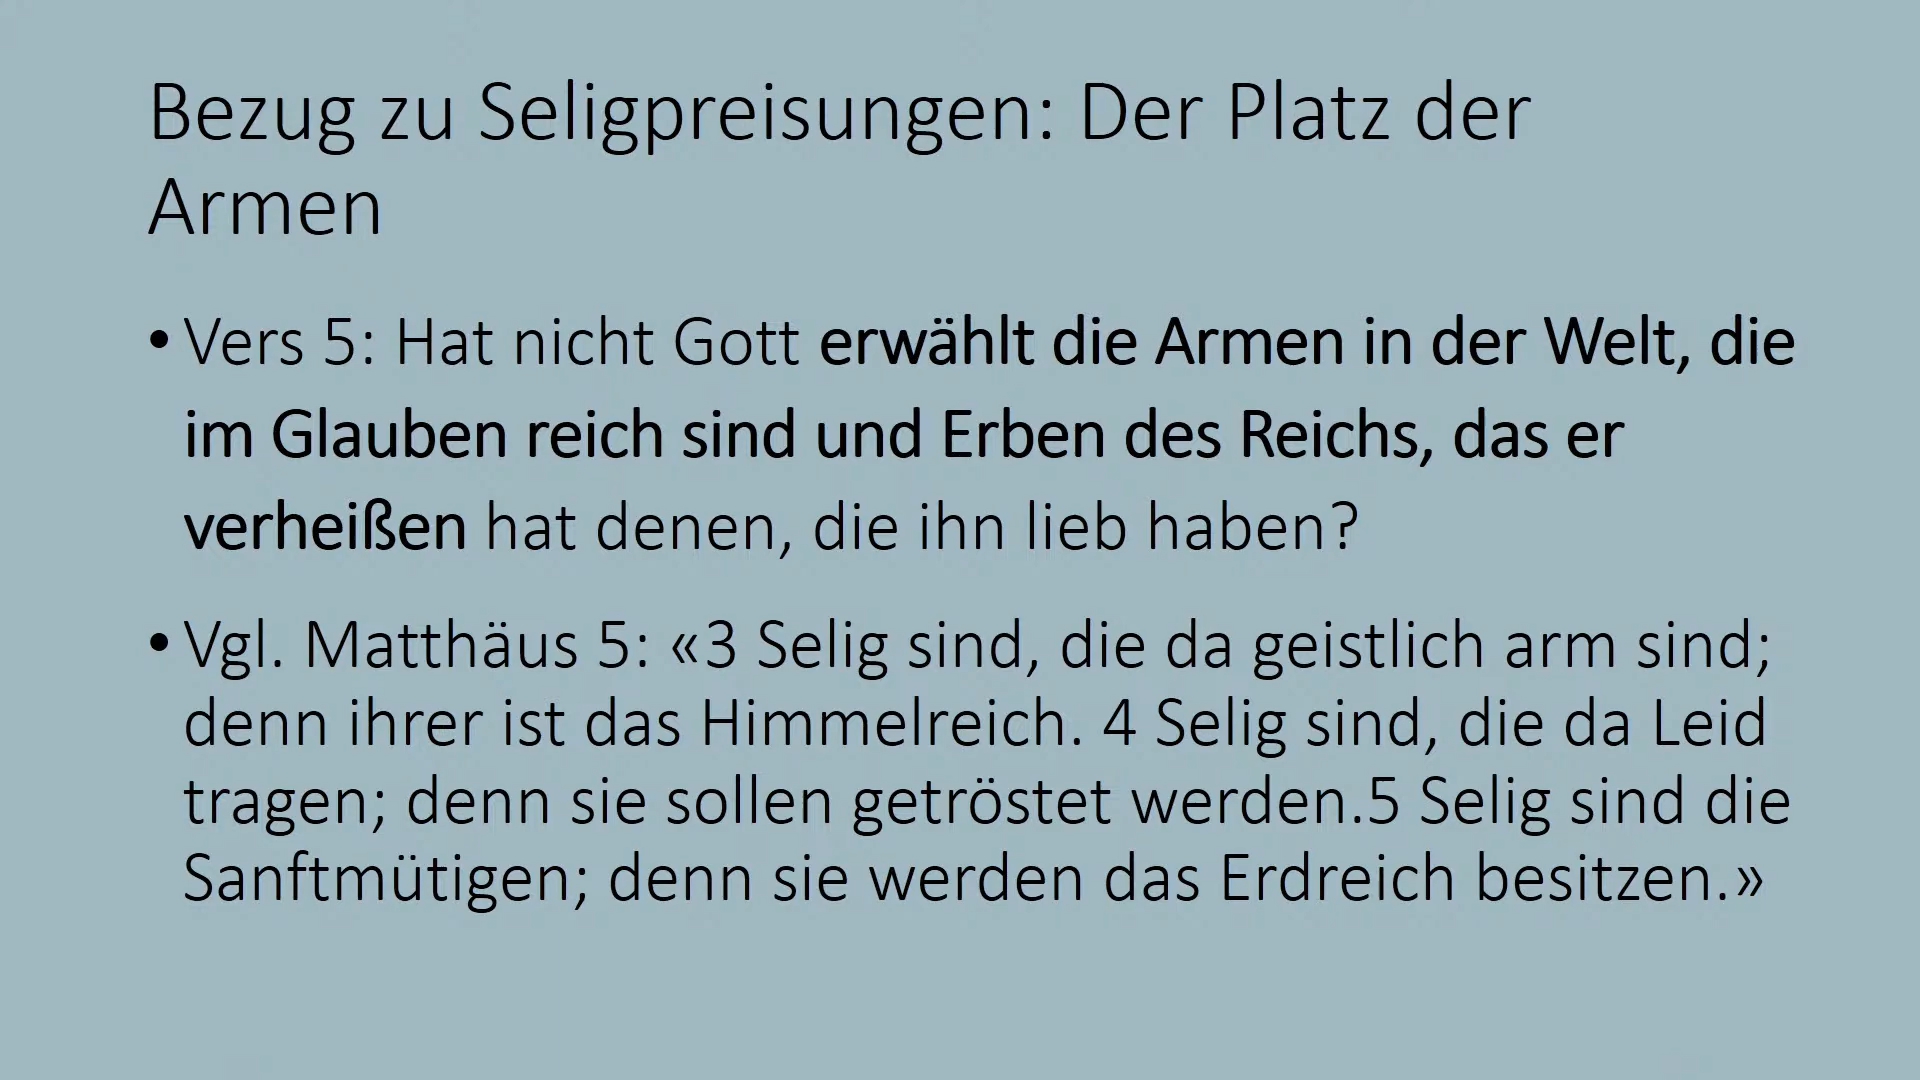 Bezug zu Seligpreisungen: Der Platz der
Armen
• Vers 5: Hat nicht Gott erwählt die Armen in der Welt, die
im Glauben reich sind und Erben des Reichs, das er
verheißen hat denen, die ihn lieb haben?
• Vgl. Matthäus 5: «3 Selig sind, die da geistlich arm sind;
denn ihrer ist das Himmelreich. 4 Selig sind, die da Leid
tragen; denn sie sollen getröstet werden.5 Selig sind die
Sanftmütigen; denn sie werden das Erdreich besitzen.»